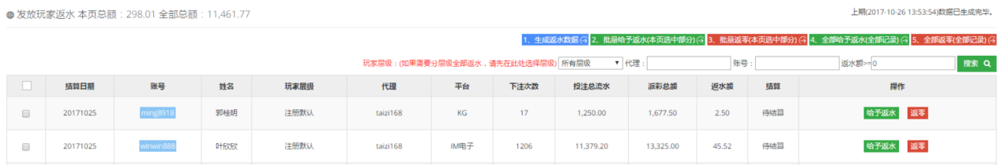 发放玩家返水 本页总额：298.01 全部总额：11,461.77
上期(2017-10-26 13:53:54)数据已生成完毕。
1、生成返水数据 2、批量给予返水(本页选中部分) 3、批量返零(本页选中部分) 4、全部给予返水(全部记录) 5、全部返零(全部记录)
玩家层级：(如果需要分层级全部返水，请先在此处选择层级) 所有层级 代理： 账号： 返水额>=0 搜索
结算日期 账号 姓名 玩家层级 代理 平台 下注次数 投注总流水 派彩总额 返水额 结算 操作
20171025 ming8918 郭桂明 注册默认 taizi168 KG 17 1,250.00 1,677.50 2.50 待结算 给予返水 返零
20171025 winwin888 叶欣欣 注册默认 taizi168 IM电子 1206 11,379.20 13,325.00 45.52 待结算 给予返水 返零